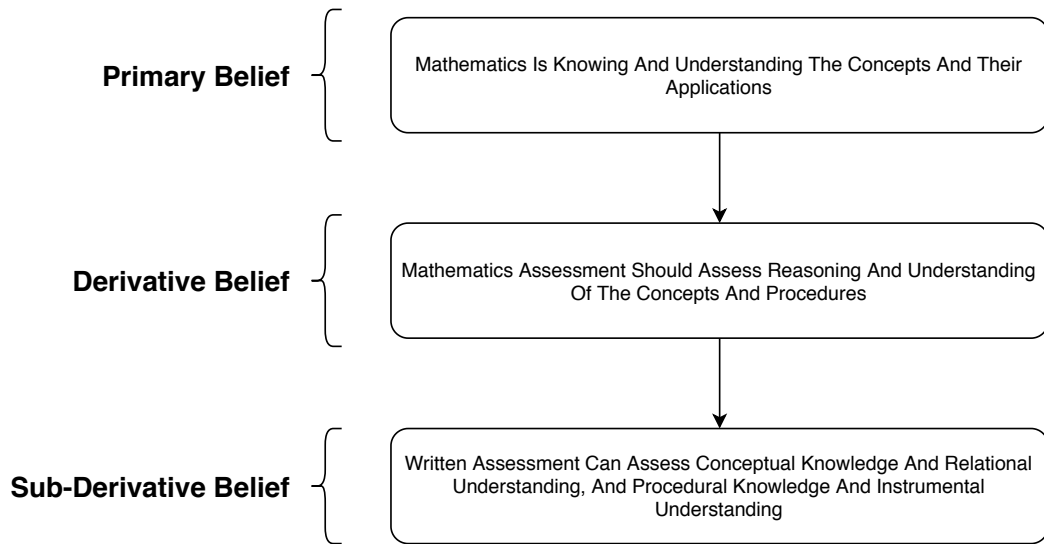 Primary Belief
Mathematics Is Knowing And Understanding The Concepts And Their
Applications
Derivative Belief
Mathematics Assessment Should Assess Reasoning And Understanding
Of The Concepts And Procedures
Sub-Derivative Belief
Written Assessment Can Assess Conceptual Knowledge And Relational
Understanding, And Procedural Knowledge And Instrumental
Understanding